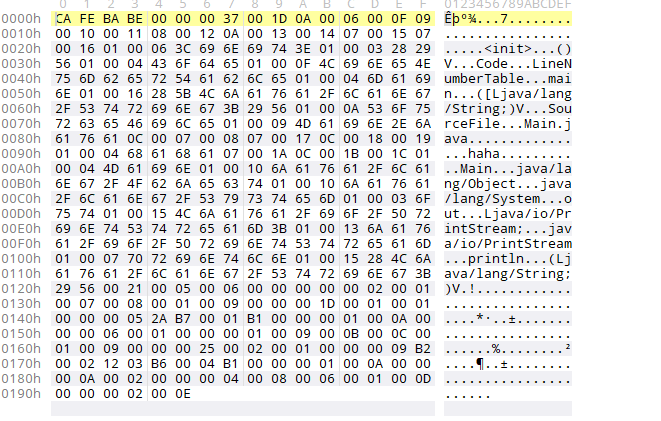 0 1 2 3 4 5 6 7 8 9 A B C D E F 0123456789ABCDEF
0000h CA FE BA BE 00 00 00 37 00 1D 0A 00 06 00 0F 09 Êþº¾...7........
0010h 00 10 00 11 08 00 12 0A 00 13 00 14 07 00 15 07 ................
0020h 00 16 01 00 06 3C 69 6E 69 74 3E 01 00 03 28 29 .....<init>...()
0030h 56 01 00 04 43 6F 64 65 01 00 0F 4C 69 6E 65 4E V...Code...LineN
0040h 75 6D 62 65 72 54 61 62 6C 65 01 00 04 6D 61 69 umberTable...mai
0050h 6E 01 00 16 28 5B 4C 6A 61 76 61 2F 6C 61 6E 67 n...([Ljava/lang
0060h 2F 53 74 72 69 6E 67 3B 29 56 01 00 0A 53 6F 75 /String;)V...Sou
0070h 72 63 65 46 69 6C 65 01 00 09 4D 61 69 6E 2E 6A rceFile...Main.j
0080h 61 76 61 0C 00 07 00 08 07 00 17 0C 00 18 00 19 ava.............
0090h 01 00 04 68 61 68 61 07 00 1A 0C 00 1B 00 1C 01 ...haha.........
00A0h 00 04 4D 61 69 6E 01 00 10 6A 61 76 61 2F 6C 61 ..Main...java/la
00B0h 6E 67 2F 4F 62 6A 65 63 74 01 00 10 6A 61 76 61 ng/Object...java
00C0h 2F 6C 61 6E 67 2F 53 79 73 74 65 6D 01 00 03 6F /lang/System...o
00D0h 75 74 01 00 15 4C 6A 61 76 61 2F 69 6F 2F 50 72 ut...Ljava/io/Pr
00E0h 69 6E 74 53 74 72 65 61 6D 3B 01 00 13 6A 61 76 intStream;...jav
00F0h 61 2F 69 6F 2F 50 72 69 6E 74 53 74 72 65 61 6D a/io/PrintStream
0100h 01 00 07 70 72 69 6E 74 6C 6E 01 00 15 28 4C 6A ...println...(Lj
0110h 61 76 61 2F 6C 61 6E 67 2F 53 74 72 69 6E 67 3B ava/lang/String;
0120h 29 56 00 21 00 05 00 06 00 00 00 00 00 02 00 01 )V.!............
0130h 00 07 00 08 00 01 00 09 00 00 00 1D 00 01 00 01 ................
0140h 00 00 00 05 2A B7 00 01 B1 00 00 00 01 00 0A 00 ....*·..±.......
0150h 00 00 06 00 01 00 00 00 01 00 09 00 0B 00 0C 00 ................
0160h 01 00 09 00 00 00 25 00 02 00 01 00 00 00 09 B2 ......%........²
0170h 00 02 12 03 B6 00 04 B1 00 00 00 01 00 0A 00 00 ....¶..±........
0180h 00 0A 00 02 00 00 00 04 00 08 00 06 00 01 00 0D ................
0190h 00 00 00 02 00 0E ......